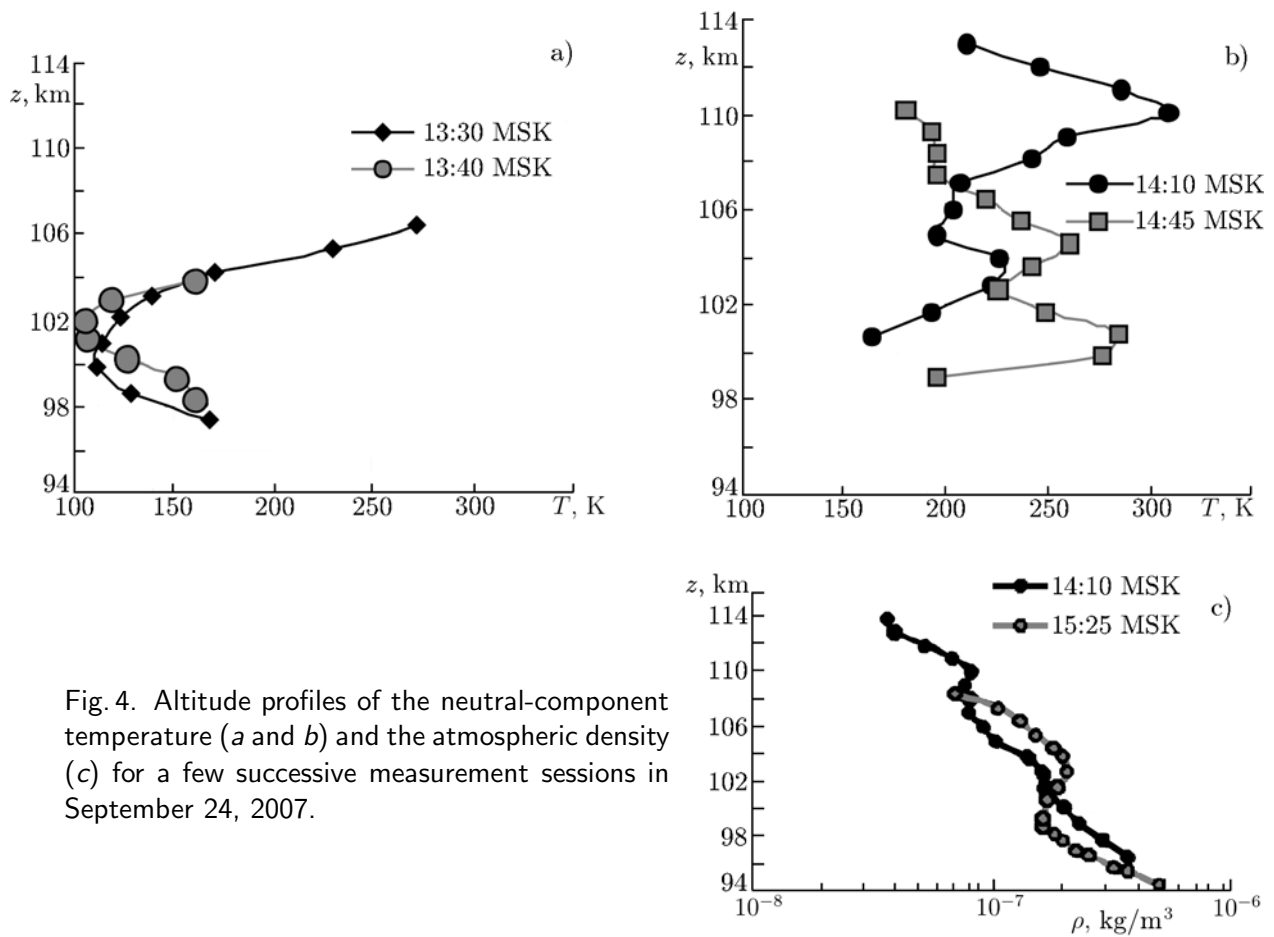 a)
114
z, km
110
106
102
98
94
100 150 200 250 300 T, K
13:30 MSK
13:40 MSK
b)
114
z, km
110
106
102
98
94
100 150 200 250 300 T, K
14:10 MSK
14:45 MSK
c)
z, km
114
110
106
102
98
94
10⁻⁸ 10⁻⁷ 10⁻⁶
ρ, kg/m³
14:10 MSK
15:25 MSK
Fig. 4. Altitude profiles of the neutral-component
temperature (a and b) and the atmospheric density
(c) for a few successive measurement sessions in
September 24, 2007.